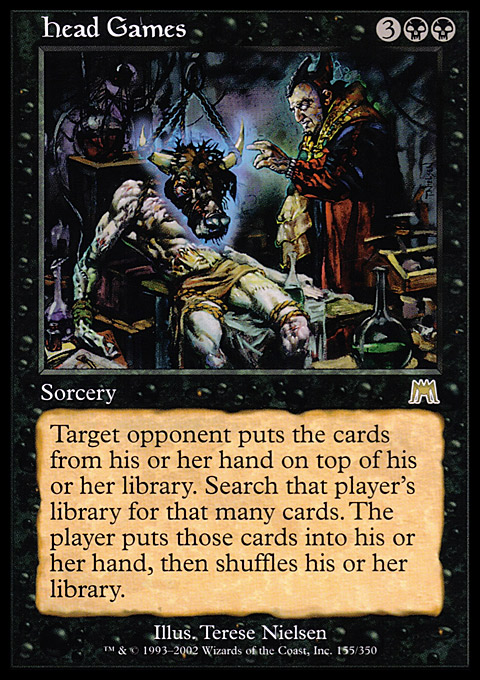 Head Games 3
Sorcery
Target opponent puts the cards
from his or her hand on top of his
or her library. Search that player's
library for that many cards. The
player puts those cards into his or
her hand, then shuffles his or her
library.
Illus. Terese Nielsen
™ & © 1993–2002 Wizards of the Coast, Inc. 155/350